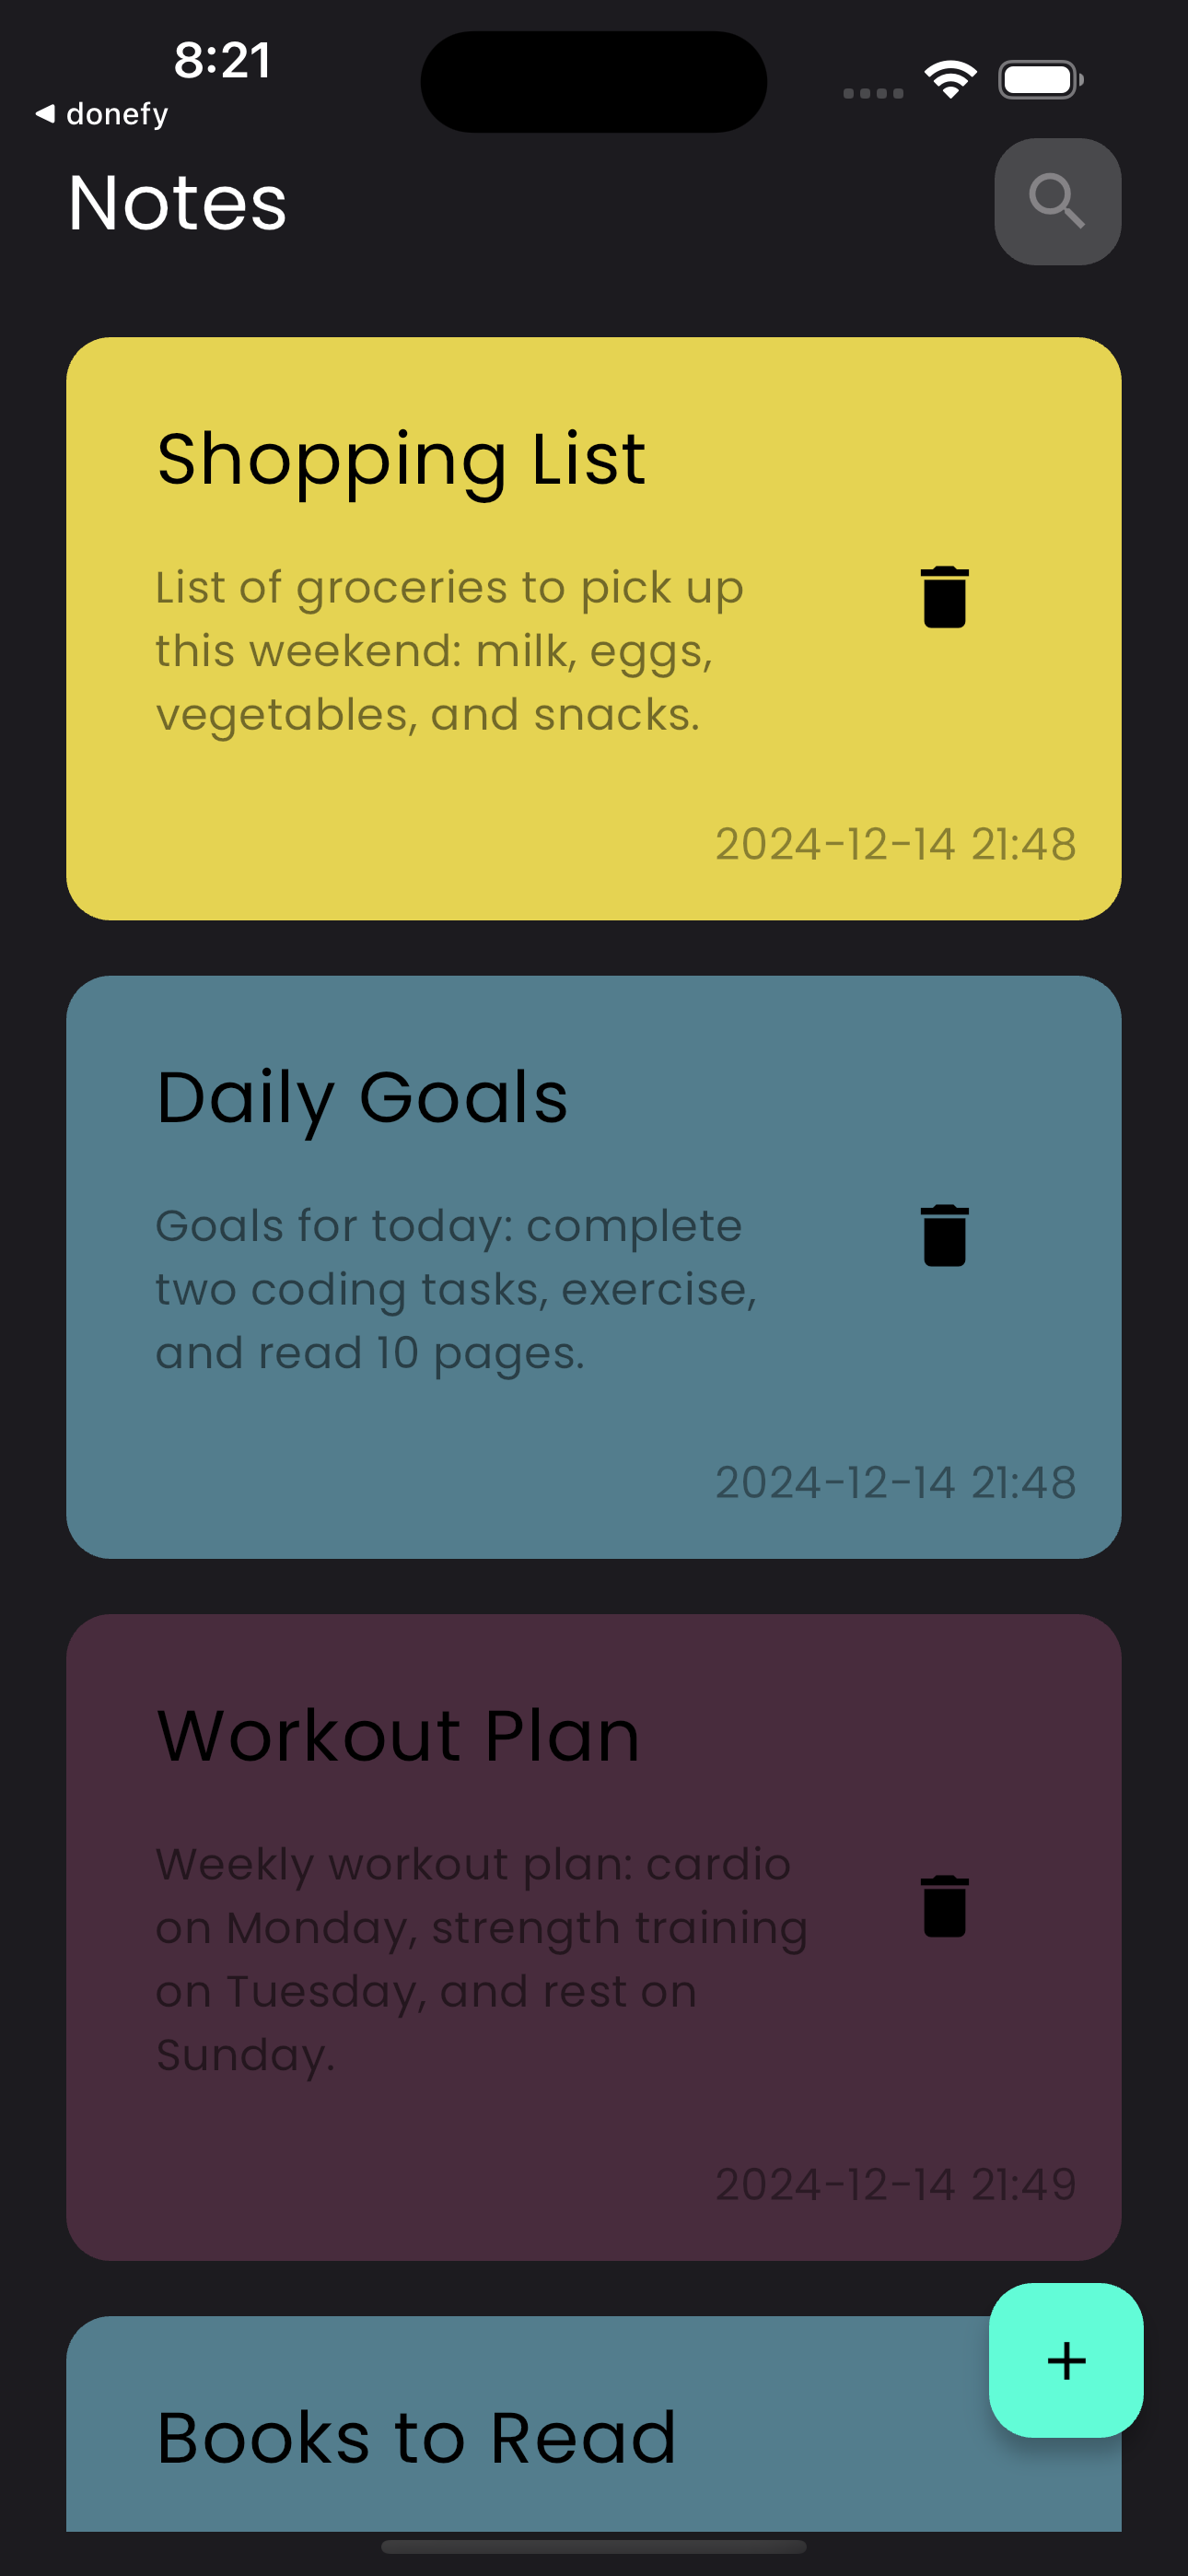 8:21
donefy
Notes
Shopping List
List of groceries to pick up
this weekend: milk, eggs,
vegetables, and snacks.
2024-12-14 21:48
Daily Goals
Goals for today: complete
two coding tasks, exercise,
and read 10 pages.
2024-12-14 21:48
Workout Plan
Weekly workout plan: cardio
on Monday, strength training
on Tuesday, and rest on
Sunday.
2024-12-14 21:49
Books to Read